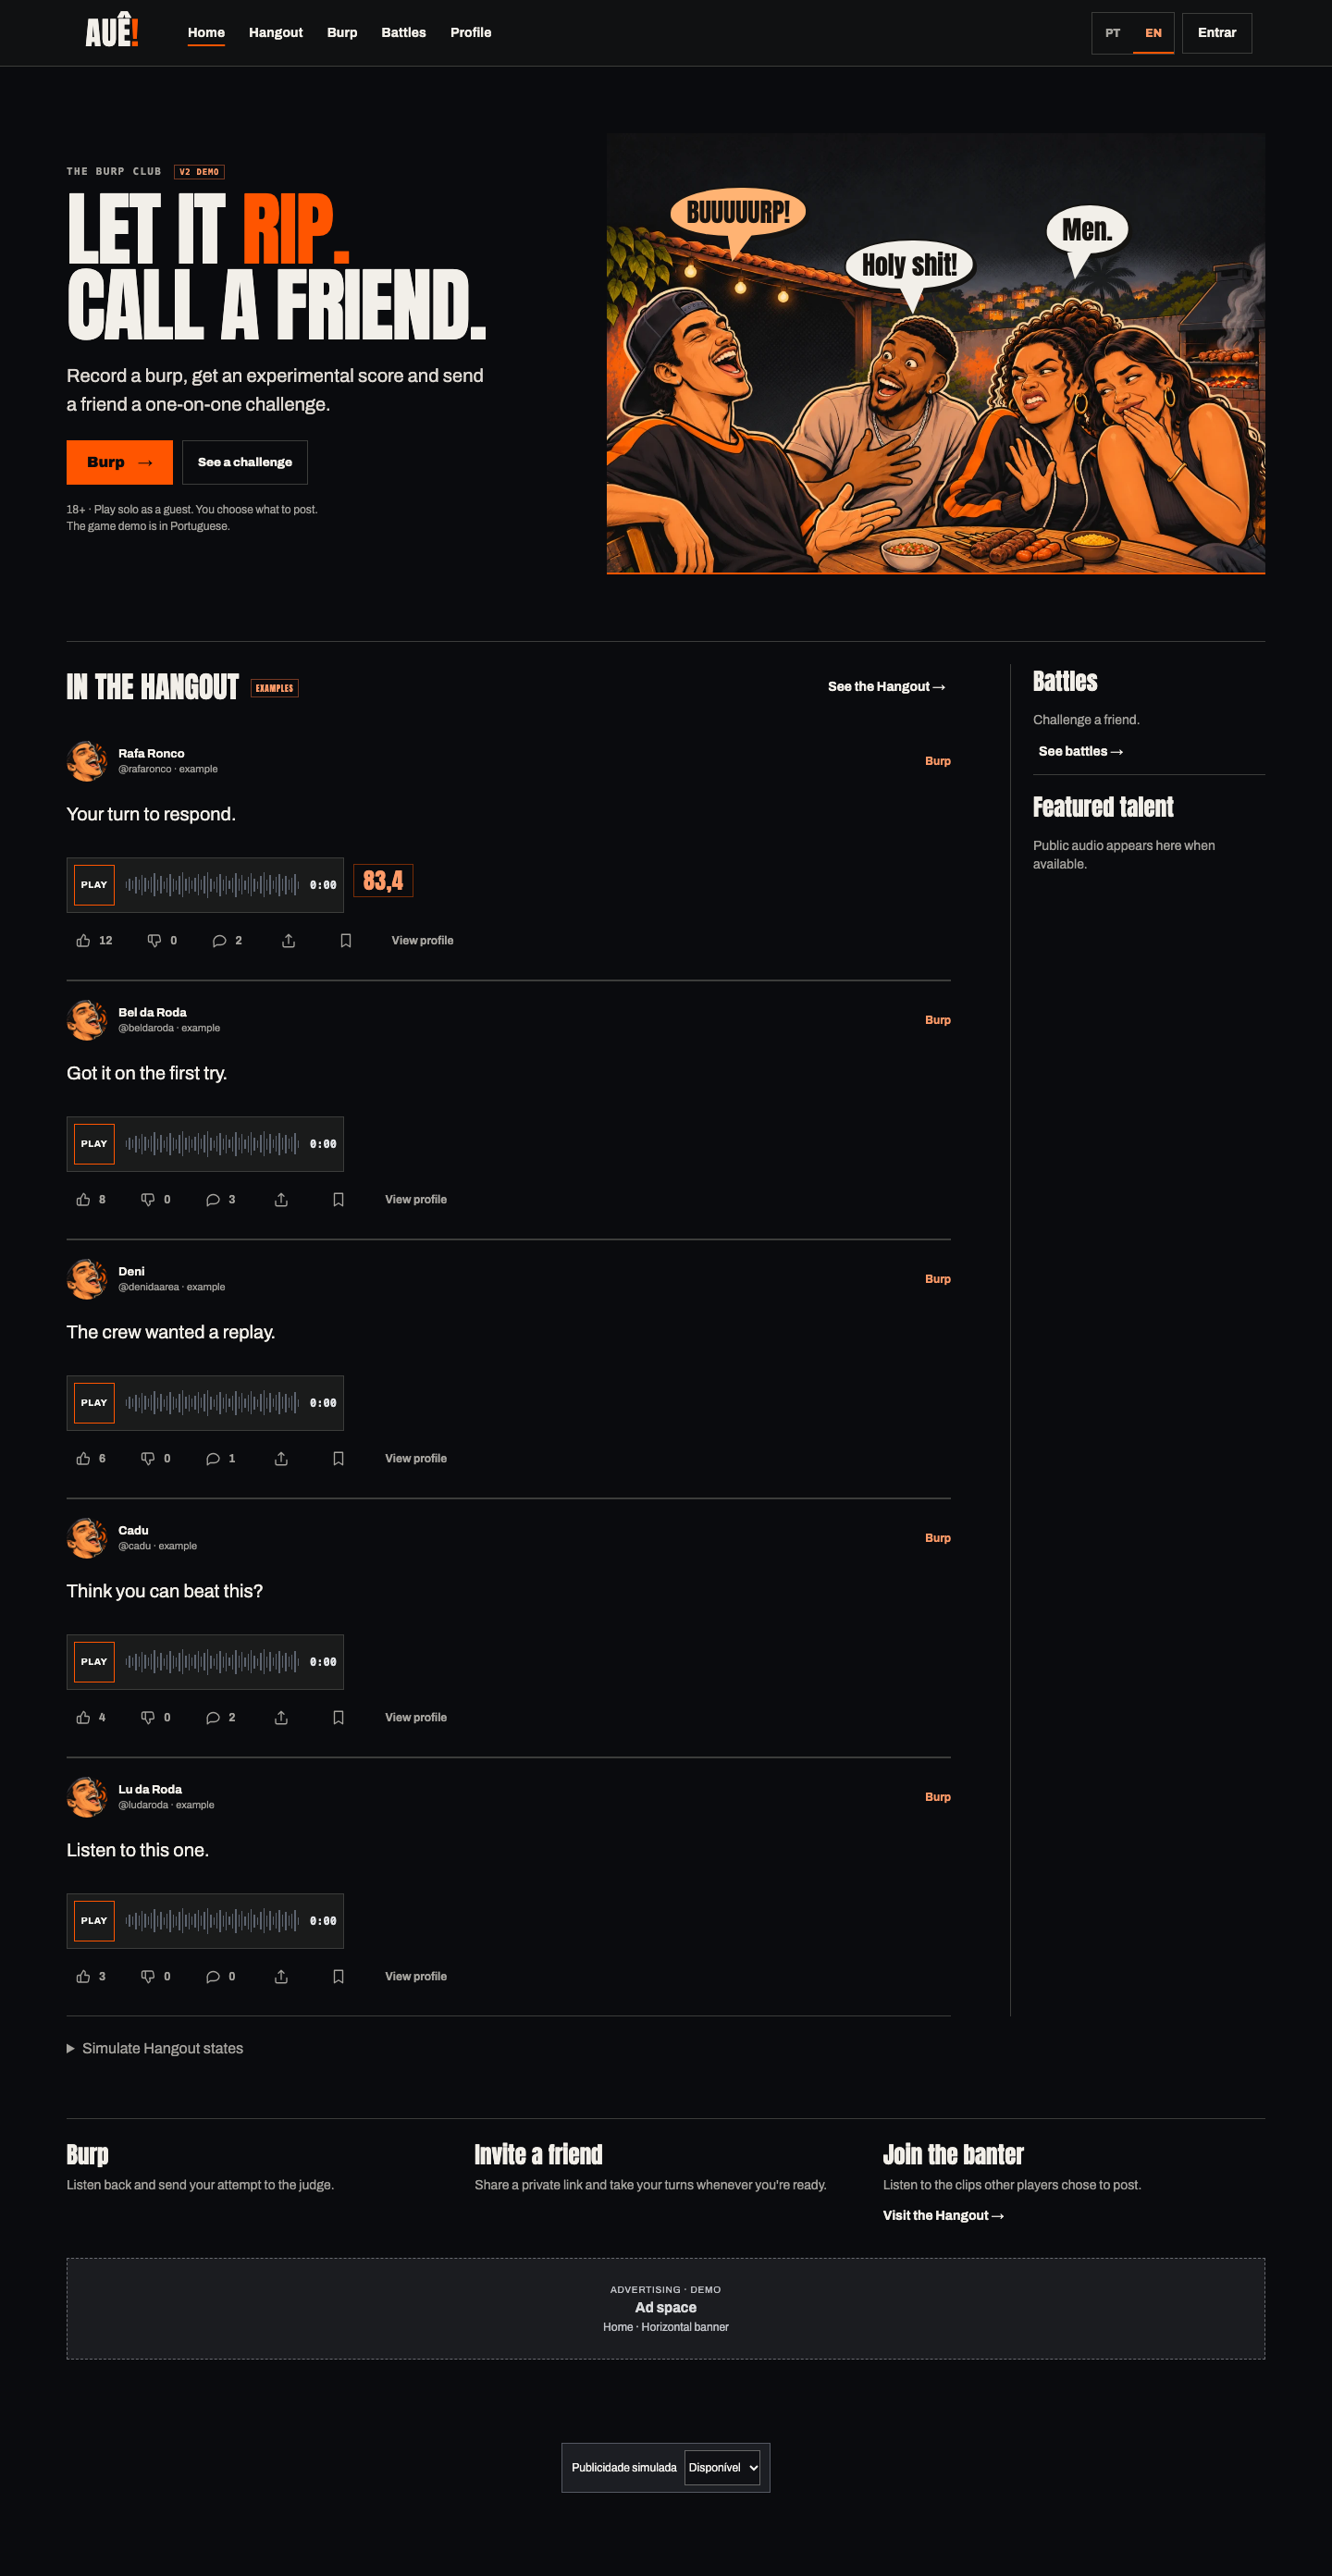 AUÊ!
Home
Hangout
Burp
Battles
Profile
PT
EN
Entrar
THE BURP CLUB
V2 DEMO
LET IT RIP.
CALL A FRIEND.
Record a burp, get an experimental score and send
a friend a one-on-one challenge.
Burp →
See a challenge
18+ · Play solo as a guest. You choose what to post.
The game demo is in Portuguese.
BUUUUURP!
Holy shit!
Men.
IN THE HANGOUT
EXAMPLES
See the Hangout →
Rafa Ronco
@rafaronco · example
Burp
Your turn to respond.
PLAY
0:00
83,4
12
0
2
View profile
Bel da Roda
@beldaroda · example
Burp
Got it on the first try.
PLAY
0:00
8
0
3
View profile
Deni
@denidaarea · example
Burp
The crew wanted a replay.
PLAY
0:00
6
0
1
View profile
Cadu
@cadu · example
Burp
Think you can beat this?
PLAY
0:00
4
0
2
View profile
Lu da Roda
@ludaroda · example
Burp
Listen to this one.
PLAY
0:00
3
0
0
View profile
Simulate Hangout states
Battles
Challenge a friend.
See battles →
Featured talent
Public audio appears here when
available.
Burp
Listen back and send your attempt to the judge.
Invite a friend
Share a private link and take your turns whenever you're ready.
Join the banter
Listen to the clips other players chose to post.
Visit the Hangout →
ADVERTISING · DEMO
Ad space
Home · Horizontal banner
Publicidade simulada
Disponível